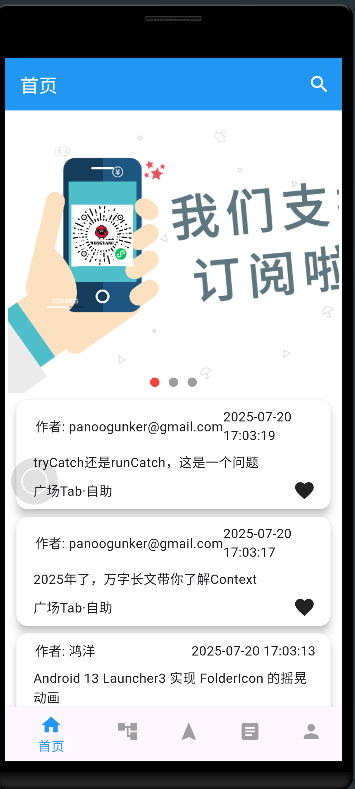 首页
我们支
订阅啦
作者: panoogunker@gmail.com
2025-07-20
17:03:19
tryCatch还是runCatch，这是一个问题
广场Tab·自助
作者: panoogunker@gmail.com
2025-07-20
17:03:17
2025年了，万字长文带你了解Context
广场Tab·自助
作者: 鸿洋
2025-07-20 17:03:13
Android 13 Launcher3 实现 FolderIcon 的摇晃
动画
首页